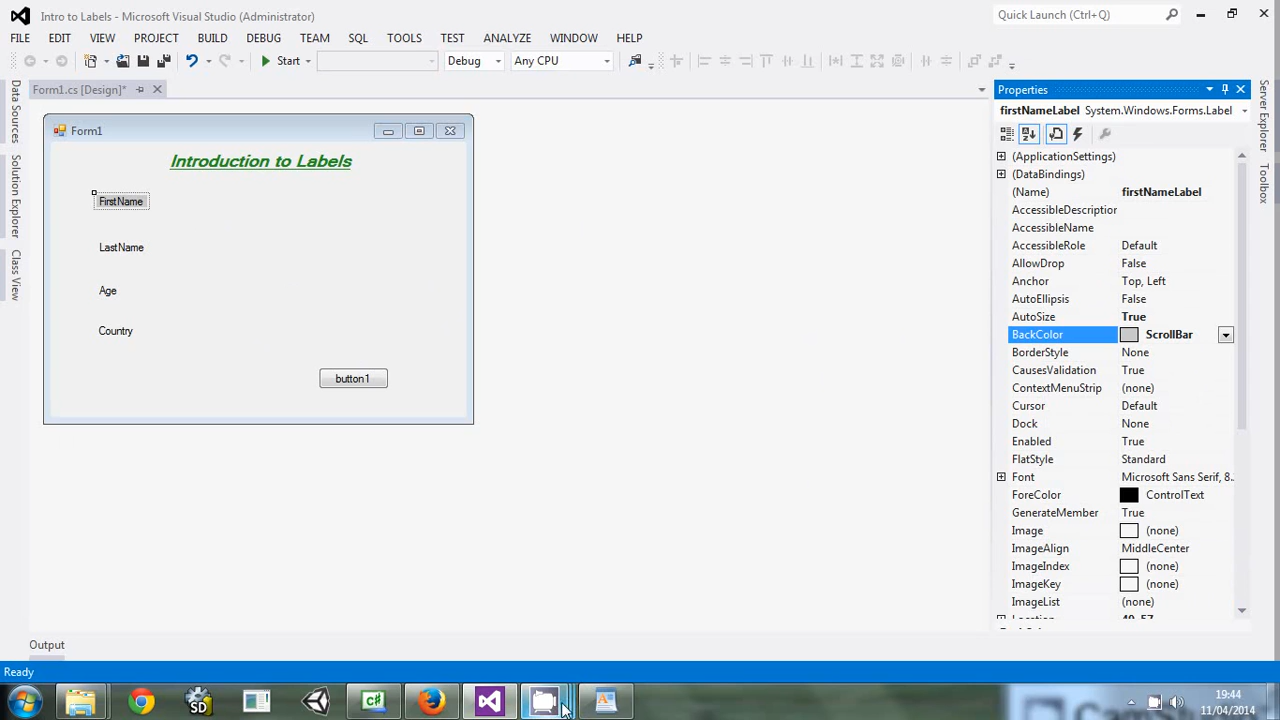 Intro to Labels - Microsoft Visual Studio (Administrator)
Quick Launch (Ctrl+Q)
FILE EDIT VIEW PROJECT BUILD DEBUG TEAM SQL TOOLS TEST ANALYZE WINDOW HELP
Start Debug Any CPU
Form1.cs [Design]*
Properties
Data Sources
Solution Explorer
Class View
Form1
Introduction to Labels
FirstName
LastName
Age
Country
button1
firstNameLabel System.Windows.Forms.Label
(ApplicationSettings)
(DataBindings)
(Name) firstNameLabel
AccessibleDescription
AccessibleName
AccessibleRole Default
AllowDrop False
Anchor Top, Left
AutoEllipsis False
AutoSize True
BackColor ScrollBar
BorderStyle None
CausesValidation True
ContextMenuStrip (none)
Cursor Default
Dock None
Enabled True
FlatStyle Standard
Font Microsoft Sans Serif, 8.
ForeColor ControlText
GenerateMember True
Image (none)
ImageAlign MiddleCenter
ImageIndex (none)
ImageKey (none)
ImageList (none)
Server Explorer
Toolbox
Output
Ready
SD
C#
19:44
11/04/2014